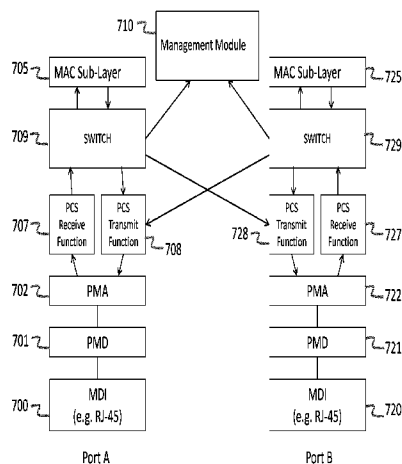 710
Management Module
705
MAC Sub-Layer
MAC Sub-Layer
725
709
SWITCH
SWITCH
729
707
PCS
Receive
Function
PCS
Transmit
Function
708
728
PCS
Transmit
Function
PCS
Receive
Function
727
702
PMA
PMA
722
701
PMD
PMD
721
700
MDI
(e.g. RJ-45)
MDI
(e.g. RJ-45)
720
Port A
Port B